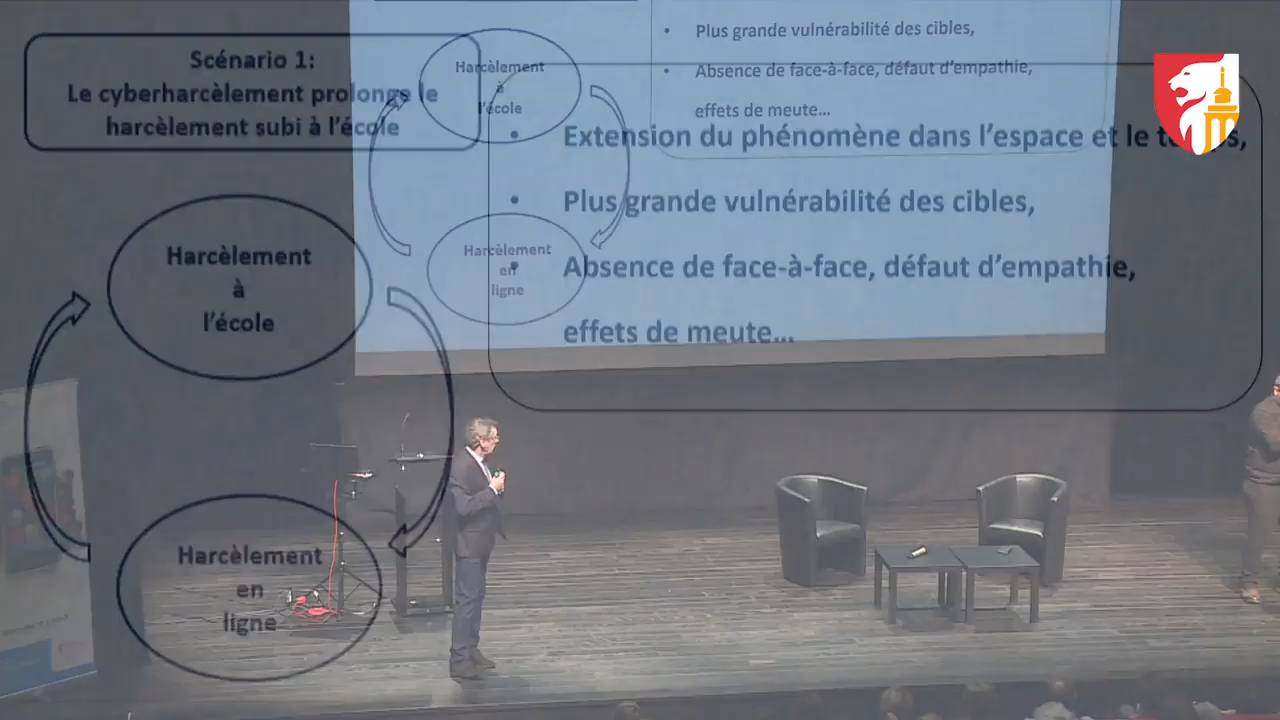 Scénario 1:
Le cyberharcèlement prolonge le
harcèlement subi à l'école
Harcèlement
à
l'école
Harcèlement
en
ligne
Extension du phénomène dans l'espace et le temps,
Plus grande vulnérabilité des cibles,
Absence de face-à-face, défaut d'empathie,
effets de meute...
Harcèlement
à
l'école
Harcèlement
en
ligne
Plus grande vulnérabilité des cibles,
Absence de face-à-face, défaut d'empathie,
effets de meute...